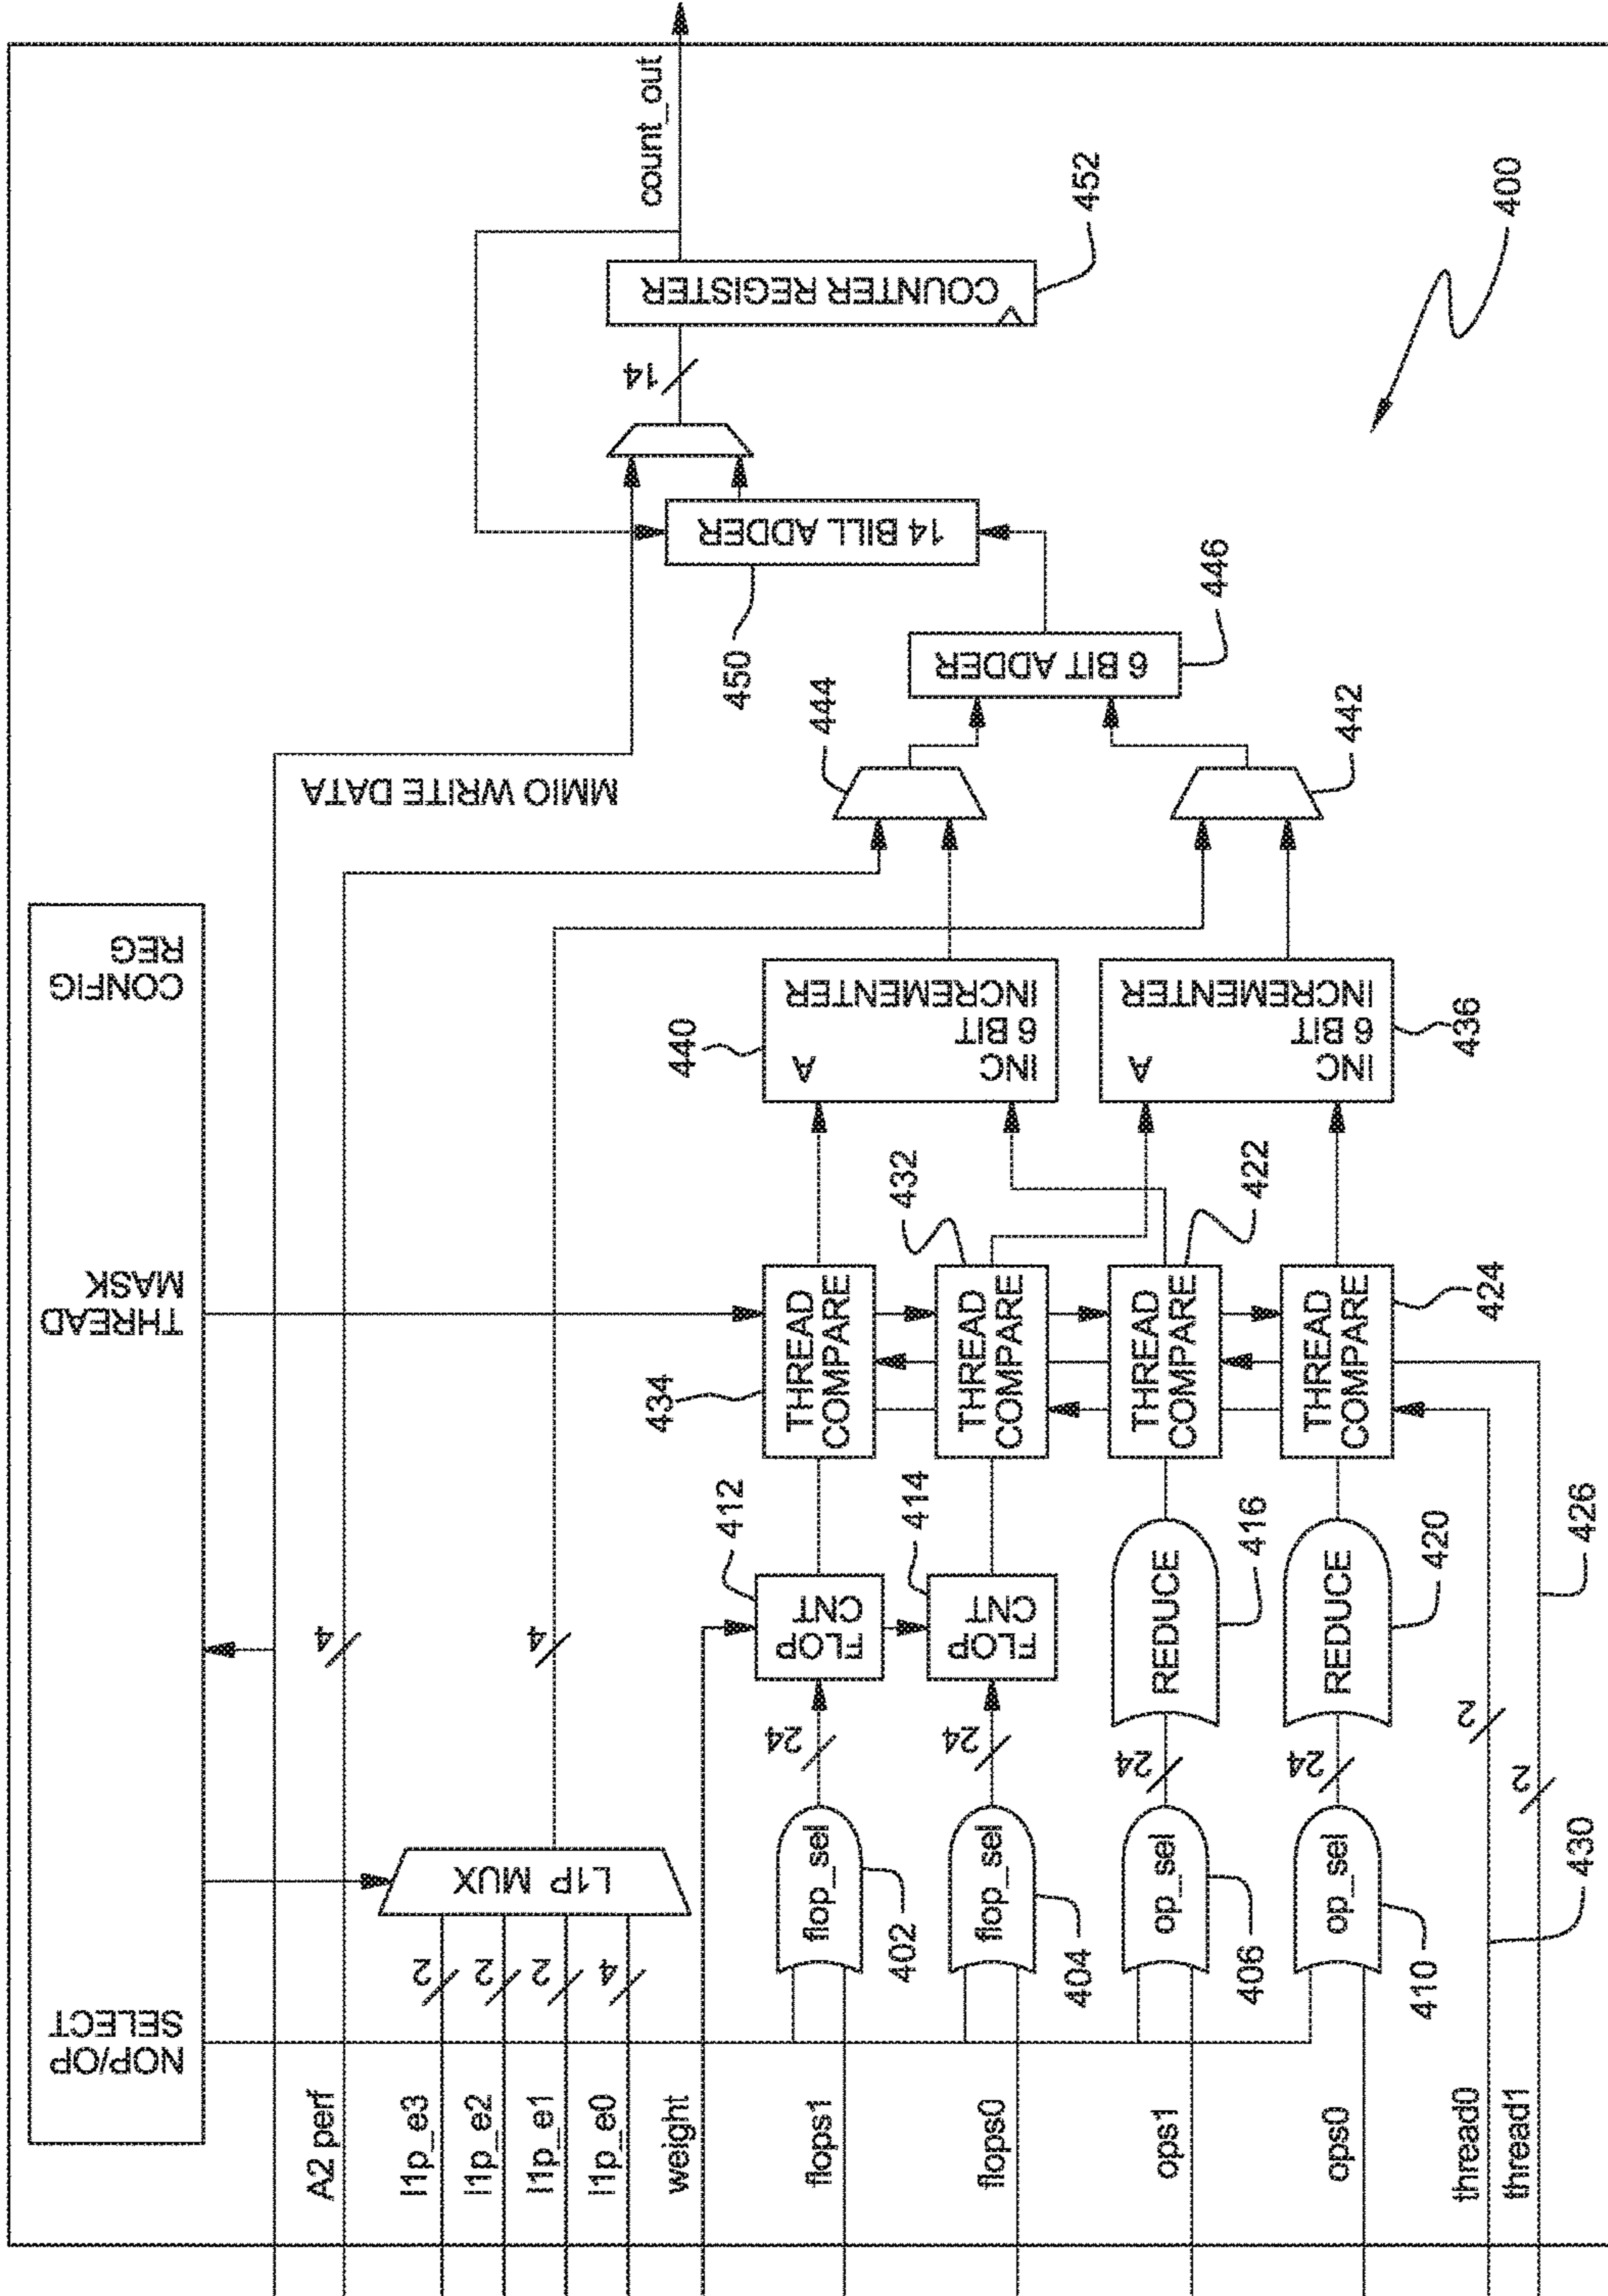 NOP/OP
SELECT
THREAD
MASK
CONFIG
REG
A2 perf
4
MMIO WRITE DATA
l1p_e3
2
l1p_e2
2
l1p_e1
2
l1p_e0
4
L1P MUX
4
weight
flops1
flop_sel
402
24
FLOP
CNT
412
THREAD
COMPARE
434
A
INC
6 BIT
INCREMENTER
440
444
flops0
flop_sel
404
24
FLOP
CNT
414
THREAD
COMPARE
432
ops1
op_sel
406
24
REDUCE
416
THREAD
COMPARE
422
A
INC
6 BIT
INCREMENTER
436
442
ops0
op_sel
410
24
REDUCE
420
THREAD
COMPARE
424
thread0
2
430
thread1
2
426
6 BIT ADDER
446
14 BILL ADDER
450
14
COUNTER REGISTER
452
count_out
400